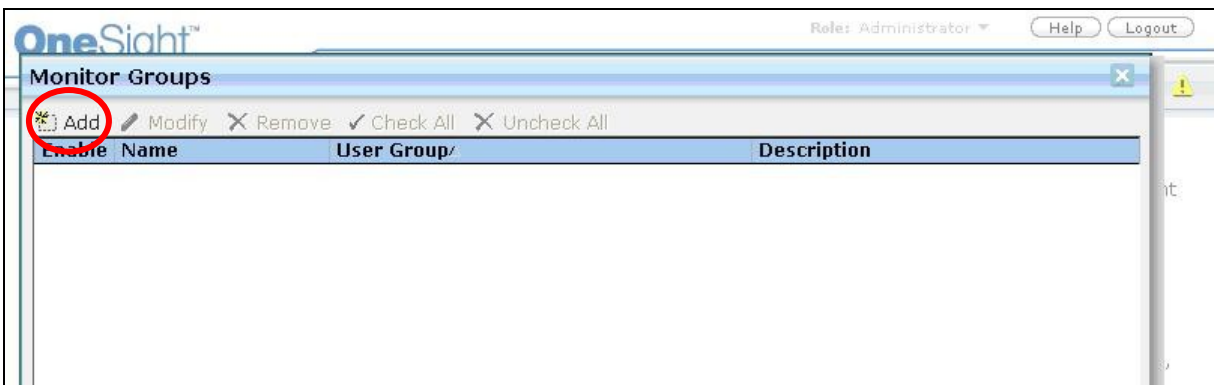 OneSight™
Role: Administrator
Help
Logout
Monitor Groups
Add Modify Remove Check All Uncheck All
Enable Name User Group Description